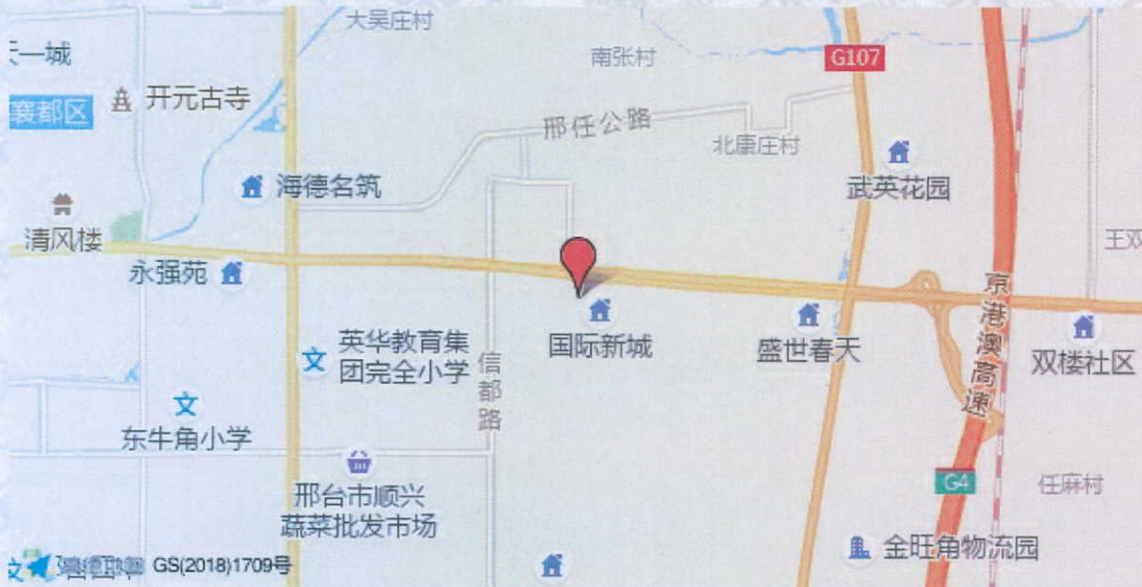 大吴庄村
天一城
南张村
G107
襄都区
开元古寺
邢任公路
北康庄村
海德名筑
武英花园
清风楼
王双
永强苑
京港澳高速
英华教育集
团完全小学
国际新城
盛世春天
信都路
双楼社区
文
文
东牛角小学
邢台市顺兴
蔬菜批发市场
G4
任麻村
金旺角物流园
GS(2018)1709号